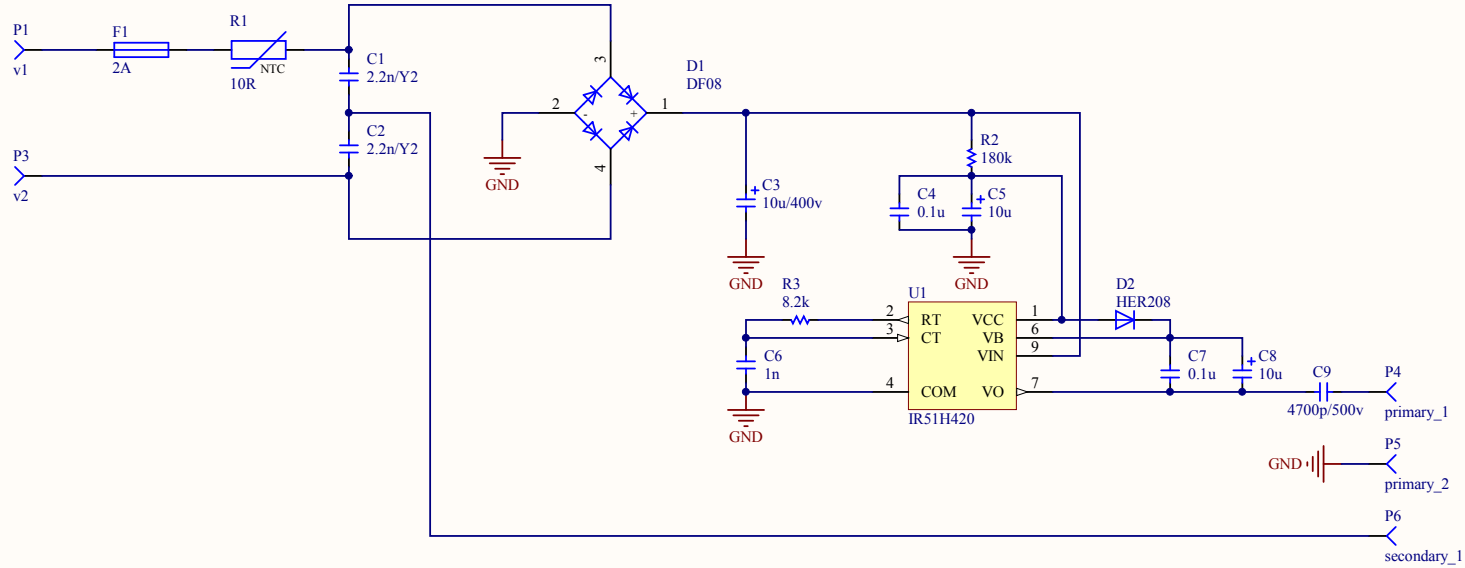 P1
v1
F1
2A
R1
NTC
10R
C1
2.2n/Y2
C2
2.2n/Y2
P3
v2
3
2
1
4
-
+
D1
DF08
GND
R2
180k
C3
10u/400v
+
GND
C4
0.1u
C5
10u
+
GND
R3
8.2k
C6
1n
GND
U1
2
RT
3
CT
4
COM
VCC
1
VB
6
VIN
9
VO
7
IR51H420
D2
HER208
C7
0.1u
C8
10u
+
C9
4700p/500v
P4
primary_1
GND
P5
primary_2
P6
secondary_1